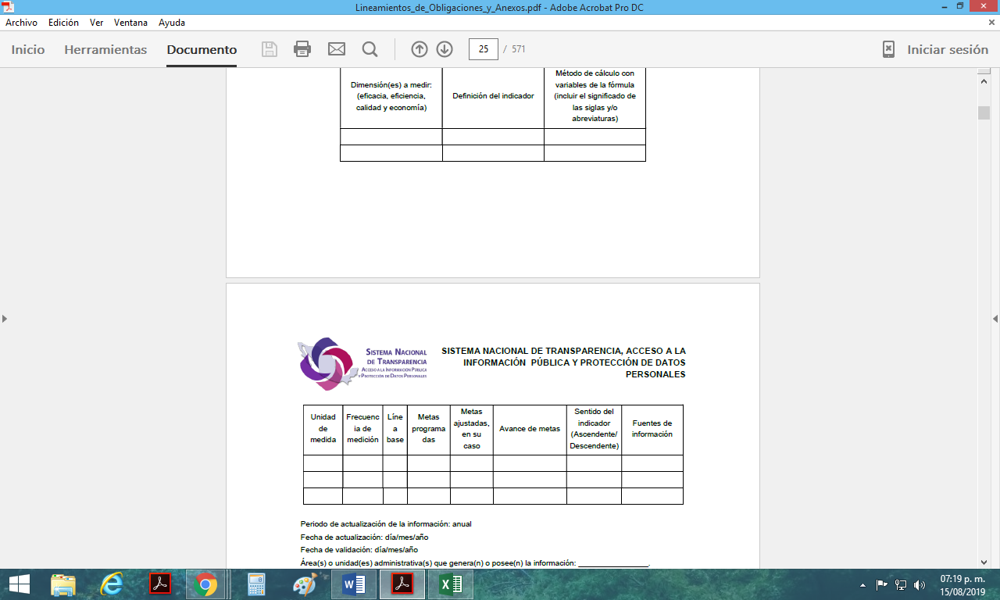 Lineamientos_de_Obligaciones_y_Anexos.pdf - Adobe Acrobat Pro DC
Archivo Edición Ver Ventana Ayuda
Inicio Herramientas Documento 25 / 571 Iniciar sesión
Dimensión(es) a medir:
(eficacia, eficiencia,
calidad y economía)
Definición del indicador
Método de cálculo con
variables de la fórmula
(incluir el significado de
las siglas y/o
abreviaturas)
SISTEMA NACIONAL
DE TRANSPARENCIA
ACCESO A LA INFORMACIÓN PÚBLICA
Y PROTECCIÓN DE DATOS PERSONALES
SISTEMA NACIONAL DE TRANSPARENCIA, ACCESO A LA
INFORMACIÓN PÚBLICA Y PROTECCIÓN DE DATOS
PERSONALES
Unidad
de
medida
Frecuenc
ia de
medición
Líne
a
base
Metas
programa
das
Metas
ajustadas,
en su
caso
Avance de metas
Sentido del
indicador
(Ascendente/
Descendente)
Fuentes de
información
Periodo de actualización de la información: anual
Fecha de actualización: día/mes/año
Fecha de validación: día/mes/año
Área(s) o unidad(es) administrativa(s) que genera(n) o posee(n) la información: _________________.
07:19 p. m.
15/08/2019